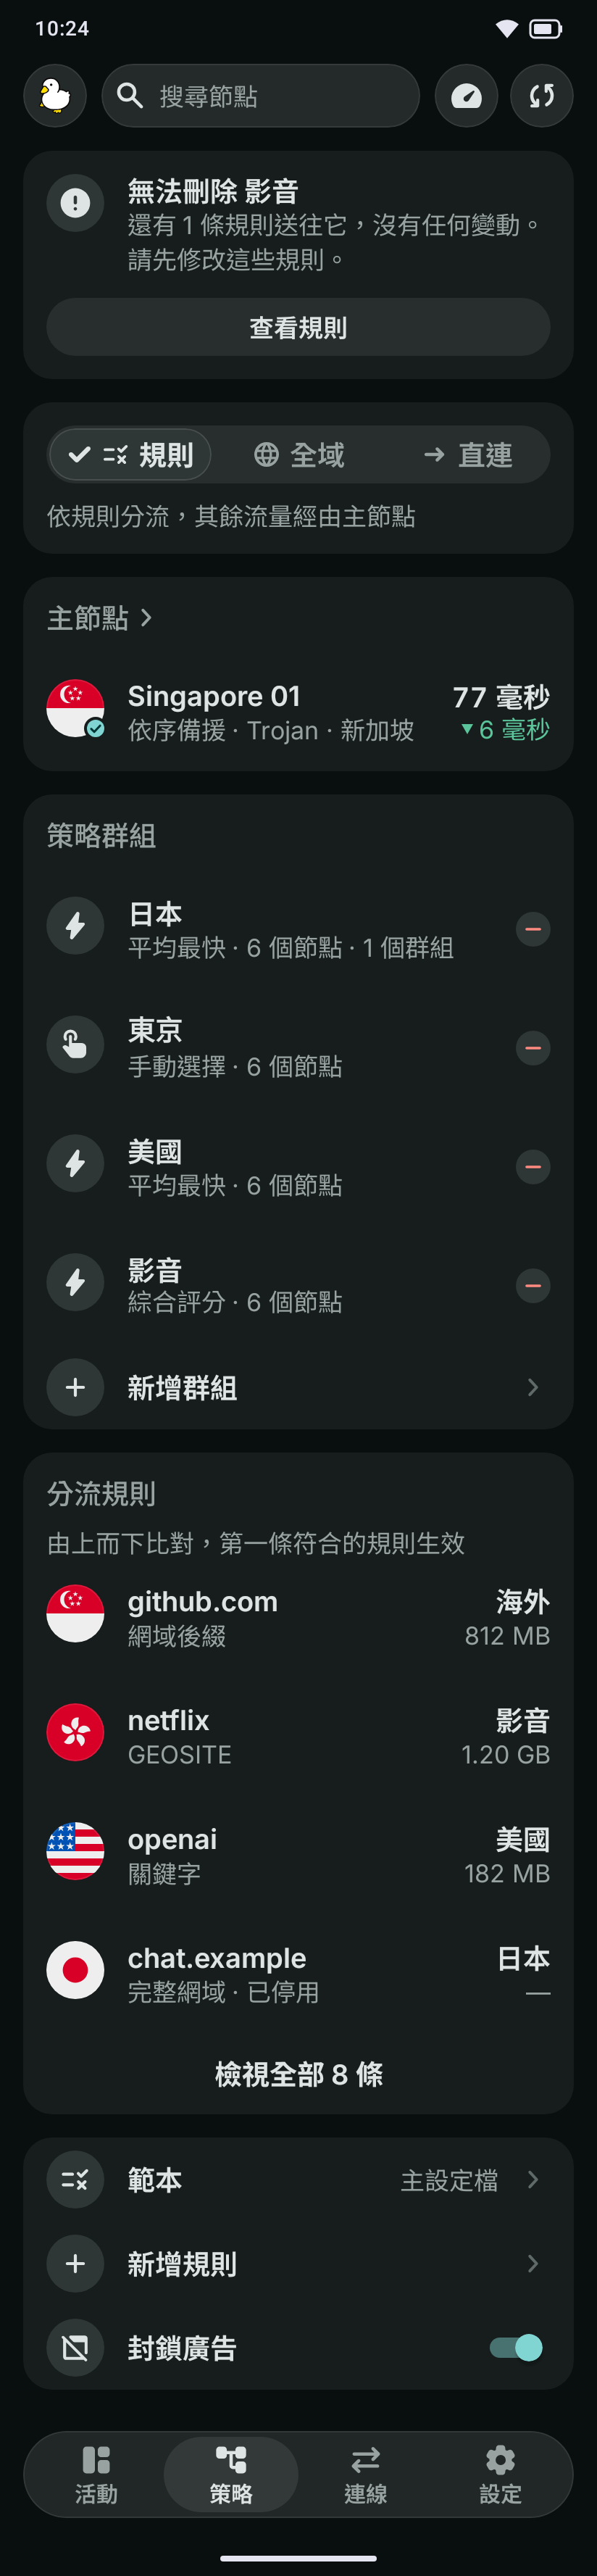 10:24
搜尋節點
無法刪除 影音
還有 1 條規則送往它，沒有任何變動。
請先修改這些規則。
查看規則
規則
全域
直連
依規則分流，其餘流量經由主節點
主節點
Singapore 01
77 毫秒
依序備援 · Trojan · 新加坡
▼6 毫秒
策略群組
日本
平均最快 · 6 個節點 · 1 個群組
東京
手動選擇 · 6 個節點
美國
平均最快 · 6 個節點
影音
綜合評分 · 6 個節點
新增群組
分流規則
由上而下比對，第一條符合的規則生效
github.com
海外
網域後綴
812 MB
netflix
影音
GEOSITE
1.20 GB
openai
美國
關鍵字
182 MB
chat.example
日本
完整網域 · 已停用
—
檢視全部 8 條
範本
主設定檔
新增規則
封鎖廣告
活動
策略
連線
設定